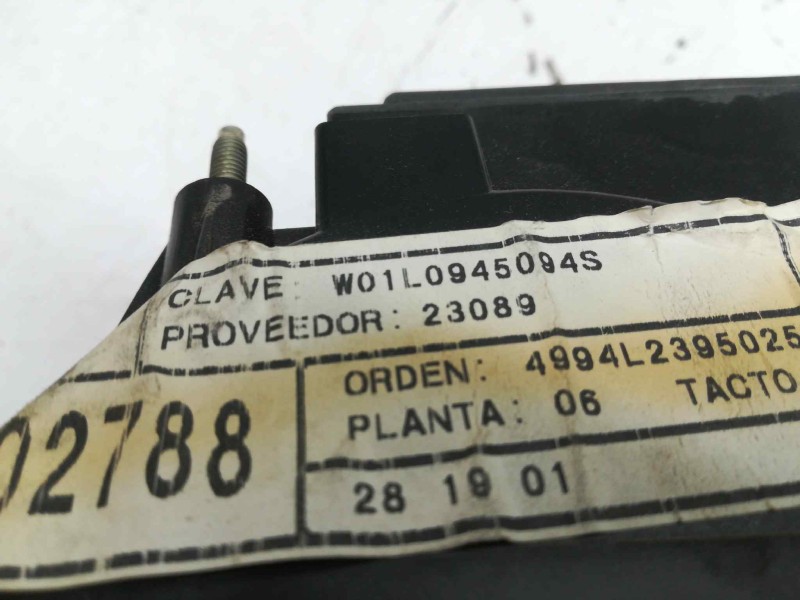 CLAVE: W01L0945094S
PROVEEDOR: 23089
ORDEN: 4994L2395025
PLANTA: 06 TACTO
02788
28 19 01